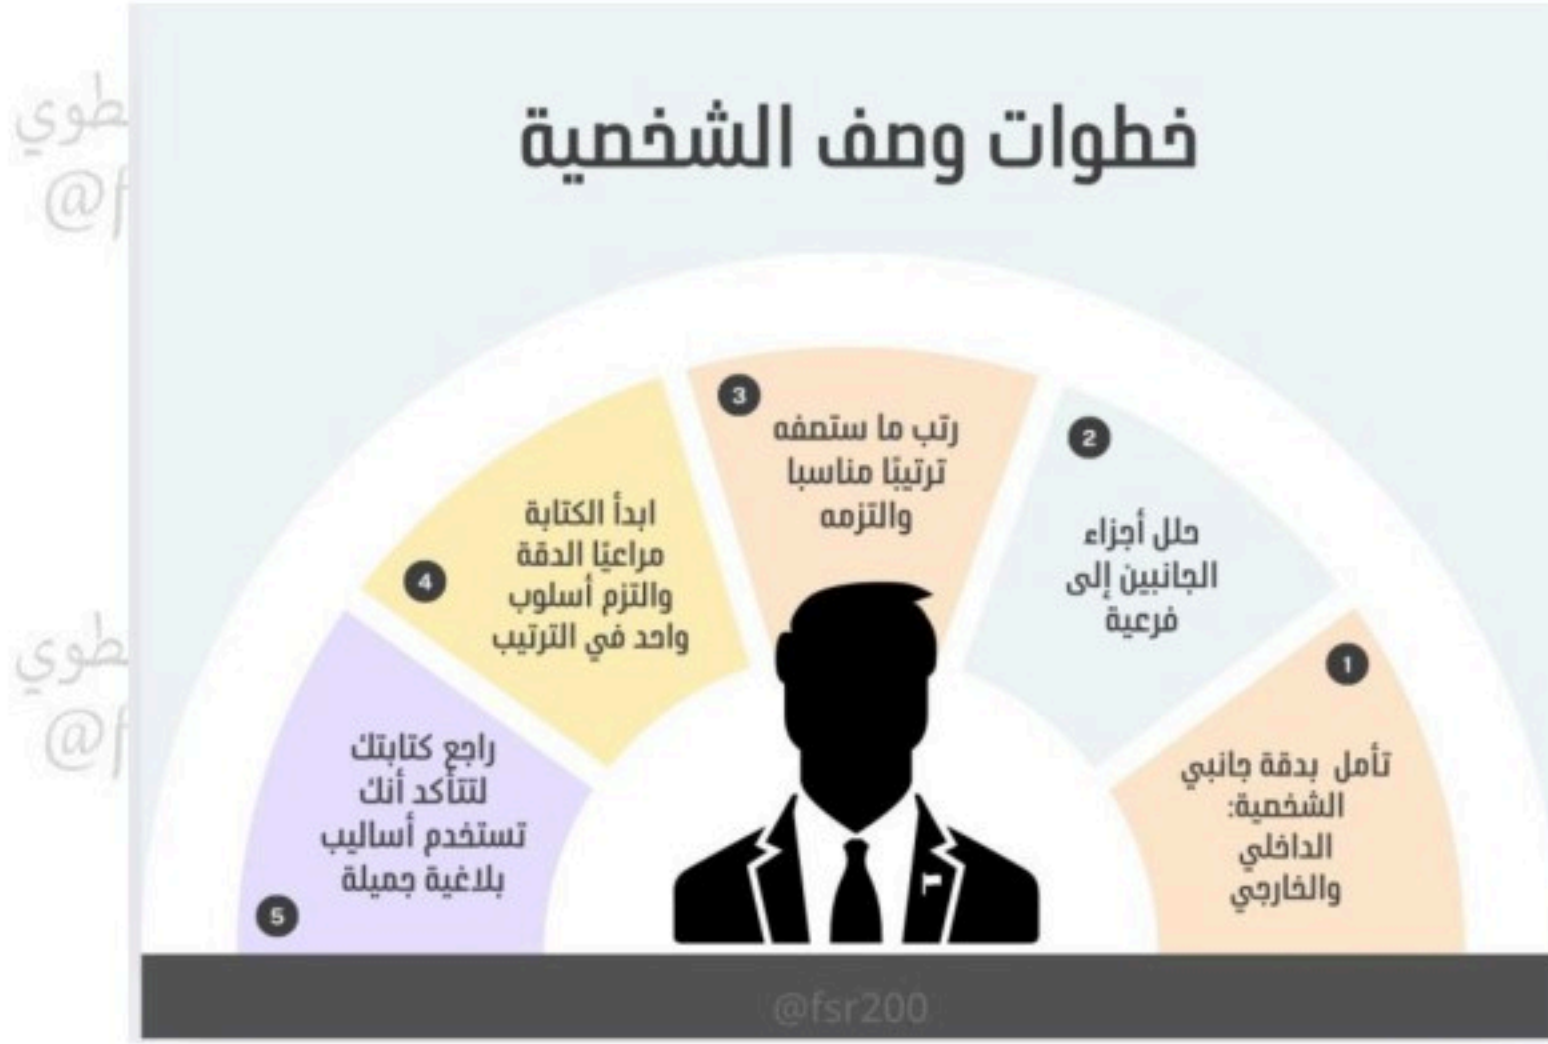 خطوات وصف الشخصية
1
تأمل بدقة جانبي
الشخصية:
الداخلي
والخارجي
2
حلل أجزاء
الجانبين إلى
فرعية
3
رتب ما ستصفه
ترتيبًا مناسبا
والتزمه
4
ابدأ الكتابة
مراعيًا الدقة
والتزم أسلوب
واحد في الترتيب
5
راجع كتابتك
لتتأكد أنك
تستخدم أساليب
بلاغية جميلة
@fsr200
طوي
@f
طوي
@f